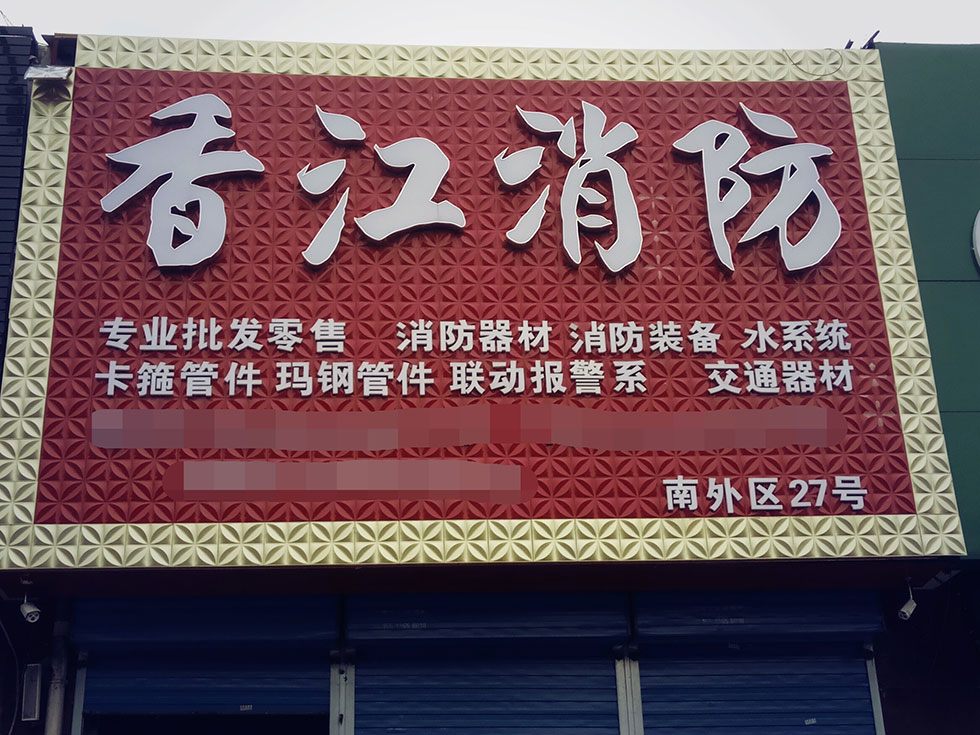 香江消防
专业批发零售 消防器材 消防装备 水系统
卡箍管件 玛钢管件 联动报警系 交通器材
南外区27号